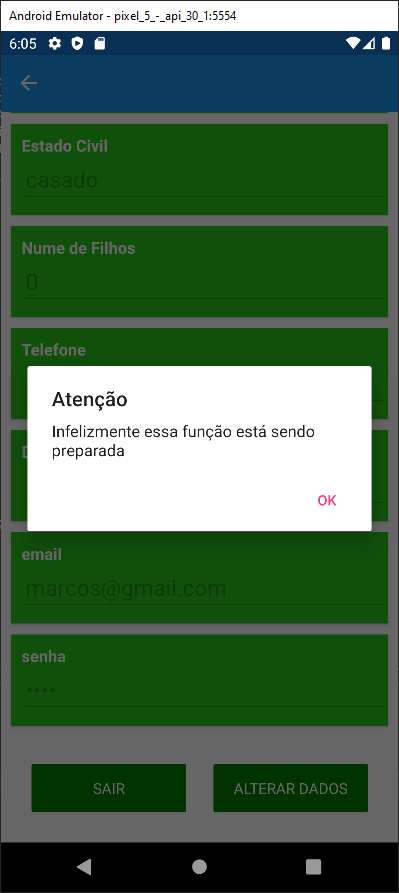 Android Emulator - pixel_5_-_api_30_1:5554
6:05
Estado Civil
casado
Nume de Filhos
0
Telefone
Atenção
Infelizmente essa função está sendo
preparada
OK
D
email
marcos@gmail.com
senha
••••
SAIR
ALTERAR DADOS